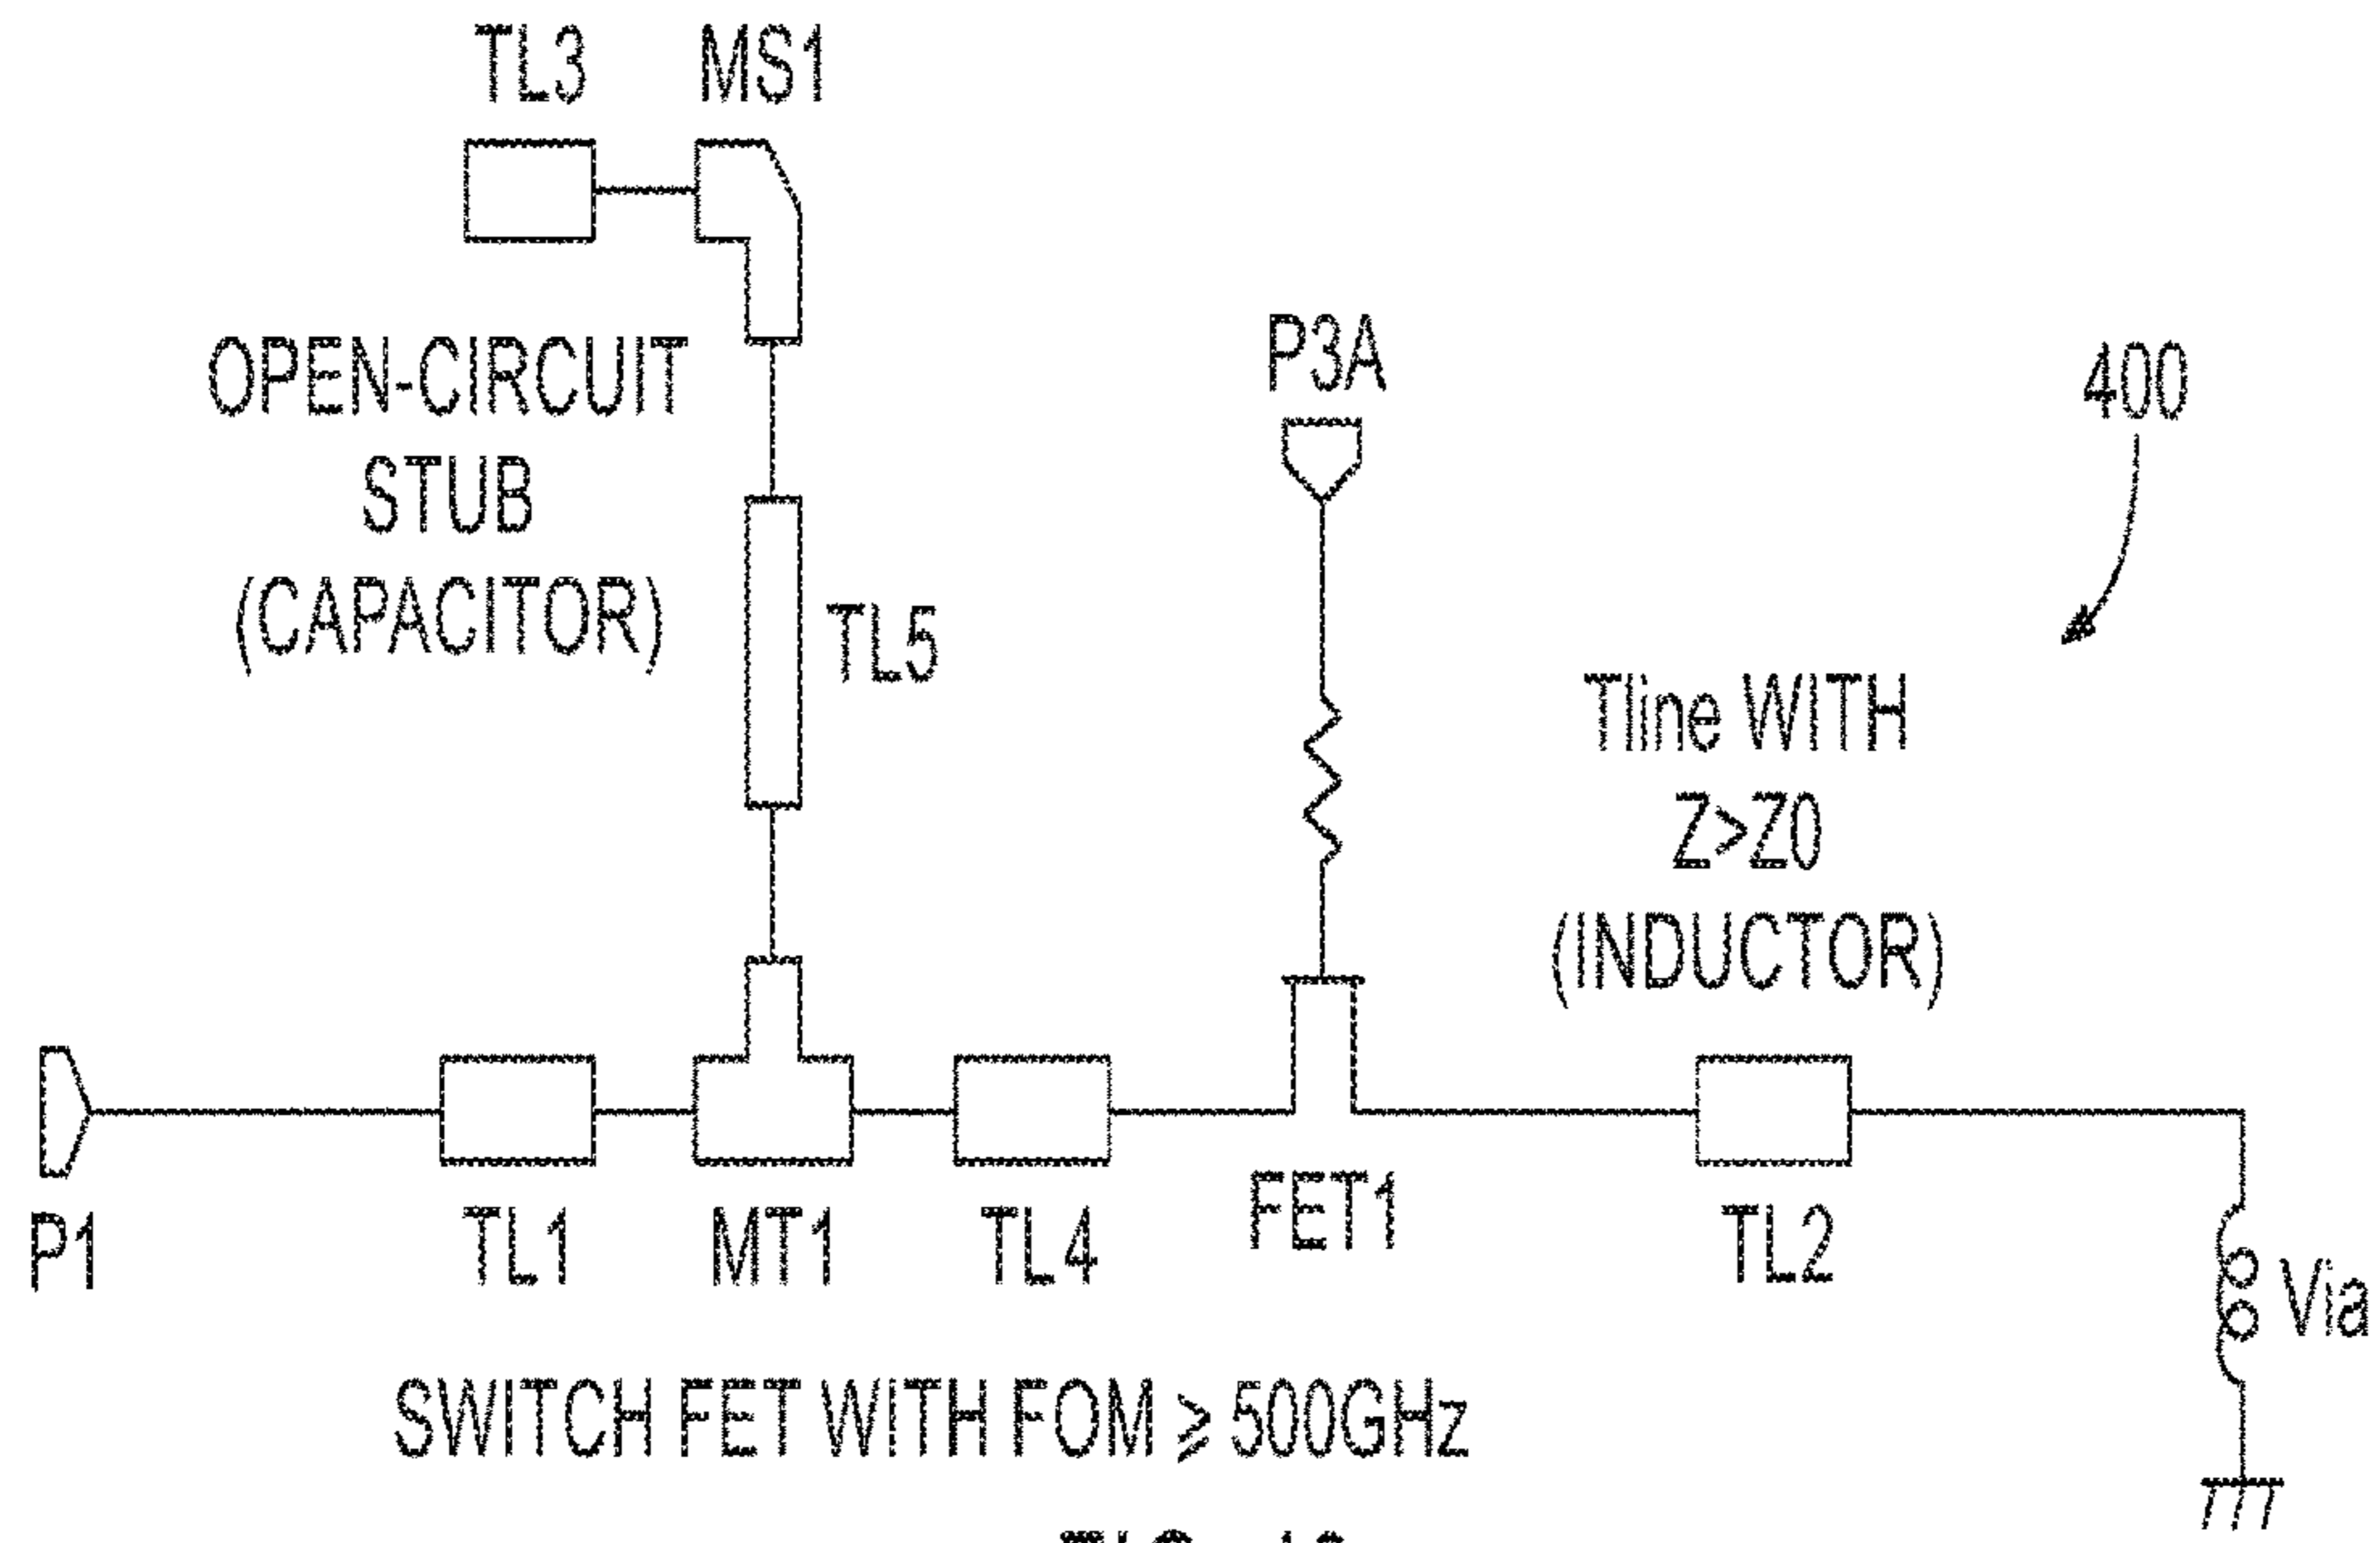 TL3 MS1
OPEN-CIRCUIT
STUB
(CAPACITOR)
TL5
P3A
400
Tline WITH
Z>Z0
(INDUCTOR)
P1 TL1 MT1 TL4 FET1 TL2 Via
SWITCH FET WITH FOM ⩾ 500GHz